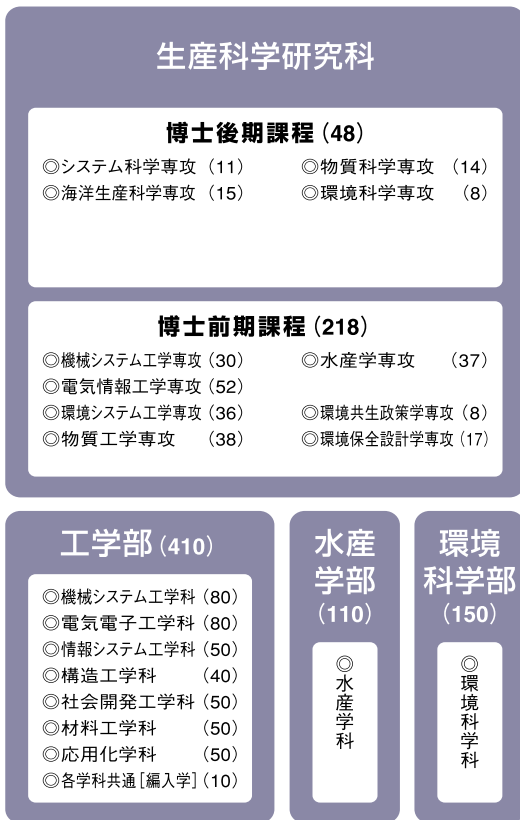 生産科学研究科
博士後期課程（48）
◎システム科学専攻（11） ◎物質科学専攻（14）
◎海洋生産科学専攻（15） ◎環境科学専攻（8）
博士前期課程（218）
◎機械システム工学専攻（30） ◎水産学専攻（37）
◎電気情報工学専攻（52）
◎環境システム工学専攻（36） ◎環境共生政策学専攻（8）
◎物質工学専攻（38） ◎環境保全設計学専攻（17）
工学部（410）
◎機械システム工学科（80）
◎電気電子工学科（80）
◎情報システム工学科（50）
◎構造工学科（40）
◎社会開発工学科（50）
◎材料工学科（50）
◎応用化学科（50）
◎各学科共通［編入学］（10）
水産
学部
（110）
◎水産学科
環境
科学部
（150）
◎環境科学科